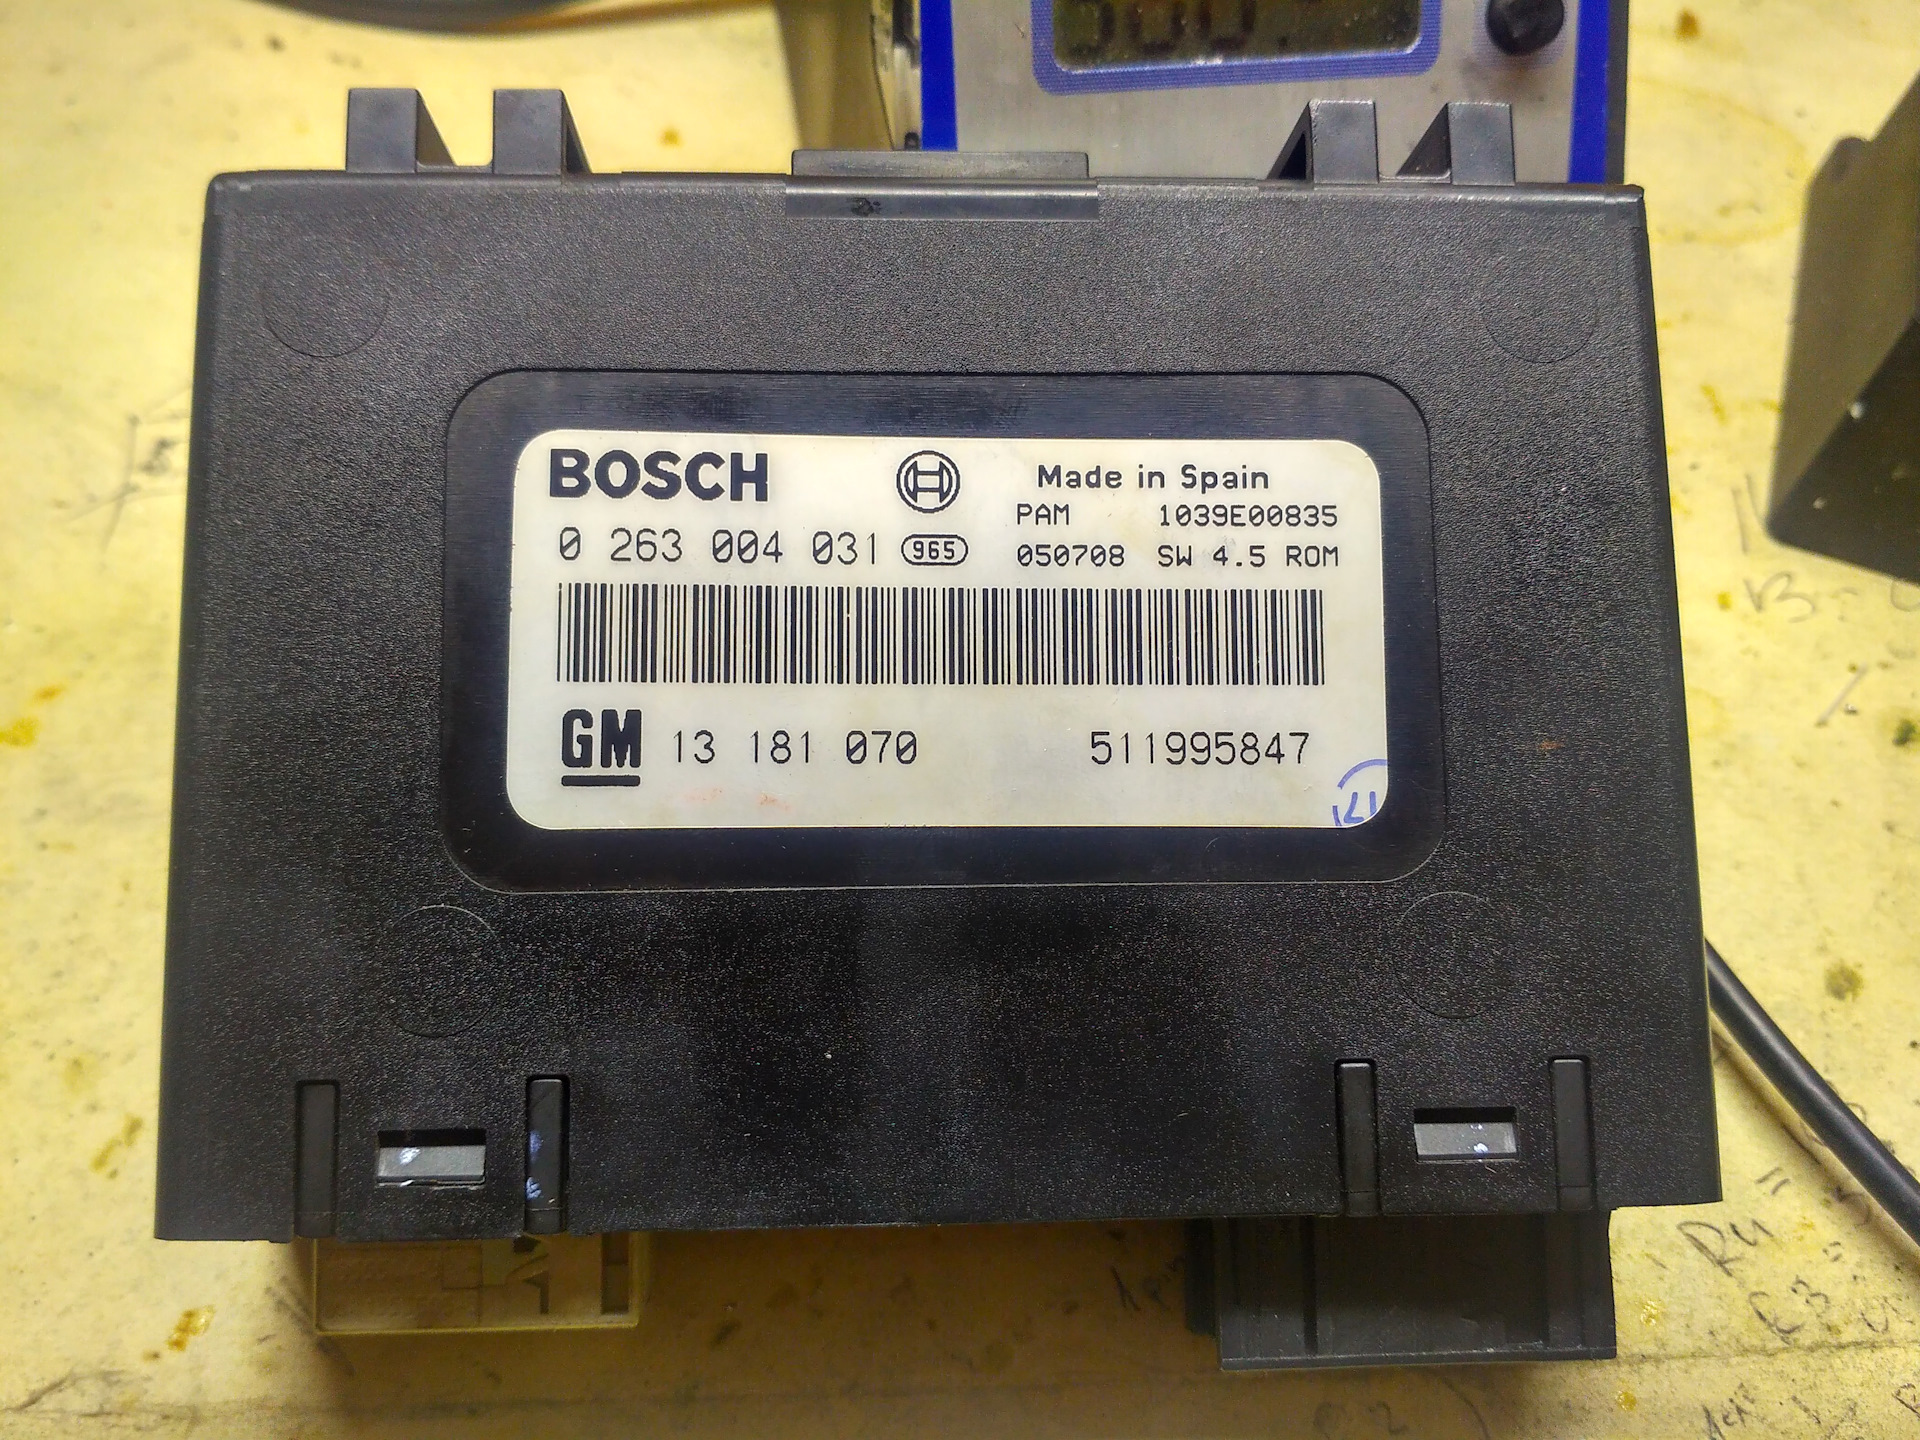 BOSCH
Made in Spain
PAM 1039E00835
0 263 004 031 965
050708 SW 4.5 ROM
GM 13 181 070 511995847